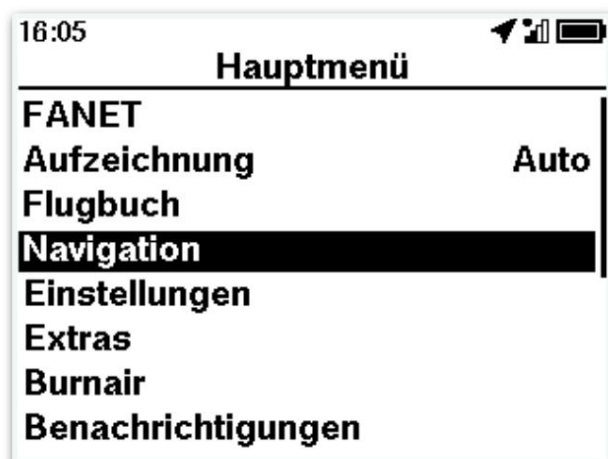 16:05
Hauptmenü
FANET
Aufzeichnung Auto
Flugbuch
Navigation
Einstellungen
Extras
Burnair
Benachrichtigungen